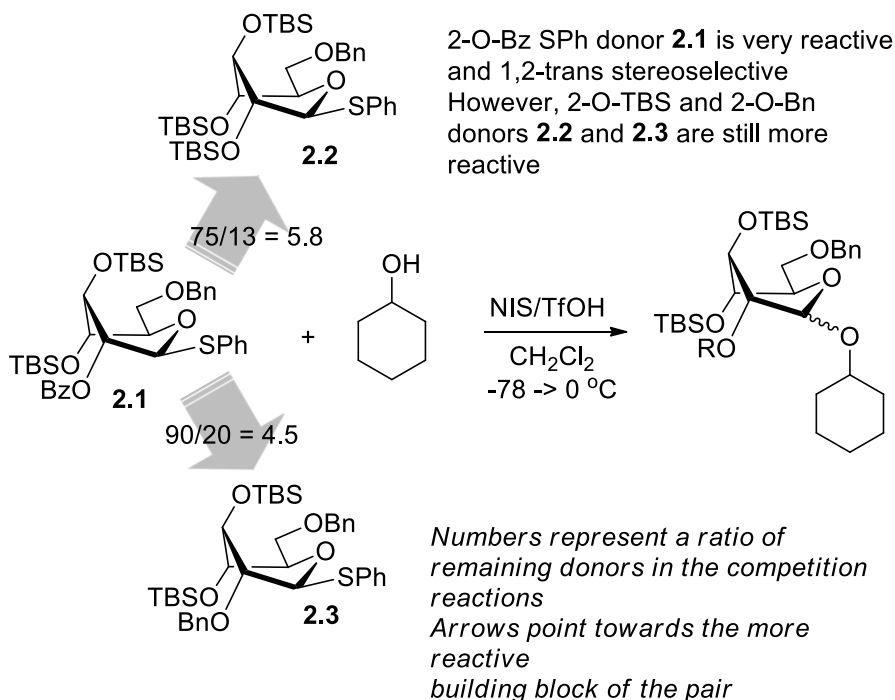 OTBS
OBn
O
SPh
TBSO
TBSO
2.2
2-O-Bz SPh donor 2.1 is very reactive
and 1,2-trans stereoselective
However, 2-O-TBS and 2-O-Bn
donors 2.2 and 2.3 are still more
reactive
75/13 = 5.8
OTBS
OBn
O
SPh
TBSO
BzO
2.1
+
OH
NIS/TfOH
CH2Cl2
-78 -> 0 °C
OTBS
OBn
O
TBSO
RO
O
90/20 = 4.5
OTBS
OBn
O
SPh
TBSO
BnO
2.3
Numbers represent a ratio of
remaining donors in the competition
reactions
Arrows point towards the more
reactive
building block of the pair